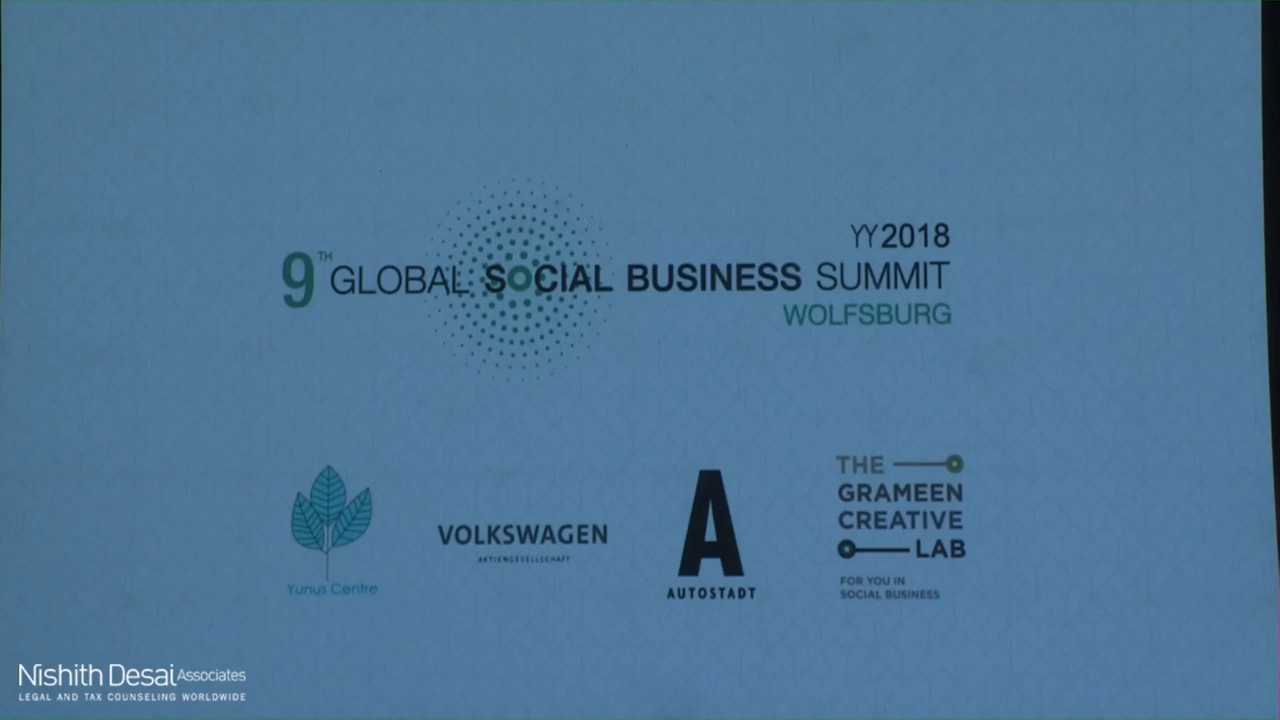 YY2018
9TH GLOBAL SOCIAL BUSINESS SUMMIT
WOLFSBURG
Yunus Centre
VOLKSWAGEN
AKTIENGESELLSCHAFT
A
AUTOSTADT
THE
GRAMEEN
CREATIVE
LAB
FOR YOU IN
SOCIAL BUSINESS
Nishith Desai Associates
LEGAL AND TAX COUNSELING WORLDWIDE